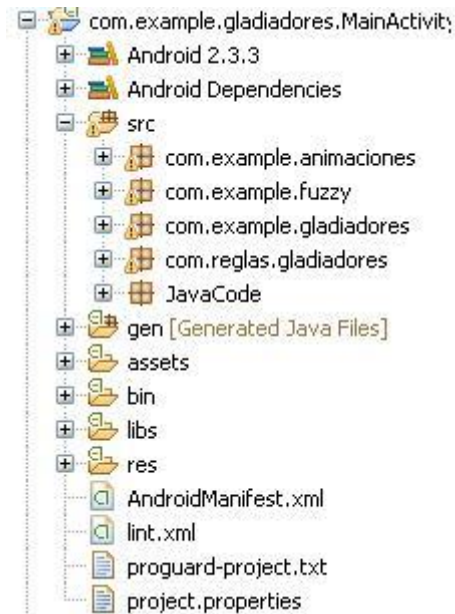 com.example.gladiadores.MainActivity
Android 2.3.3
Android Dependencies
src
com.example.animaciones
com.example.fuzzy
com.example.gladiadores
com.reglas.gladiadores
JavaCode
gen [Generated Java Files]
assets
bin
libs
res
AndroidManifest.xml
lint.xml
proguard-project.txt
project.properties